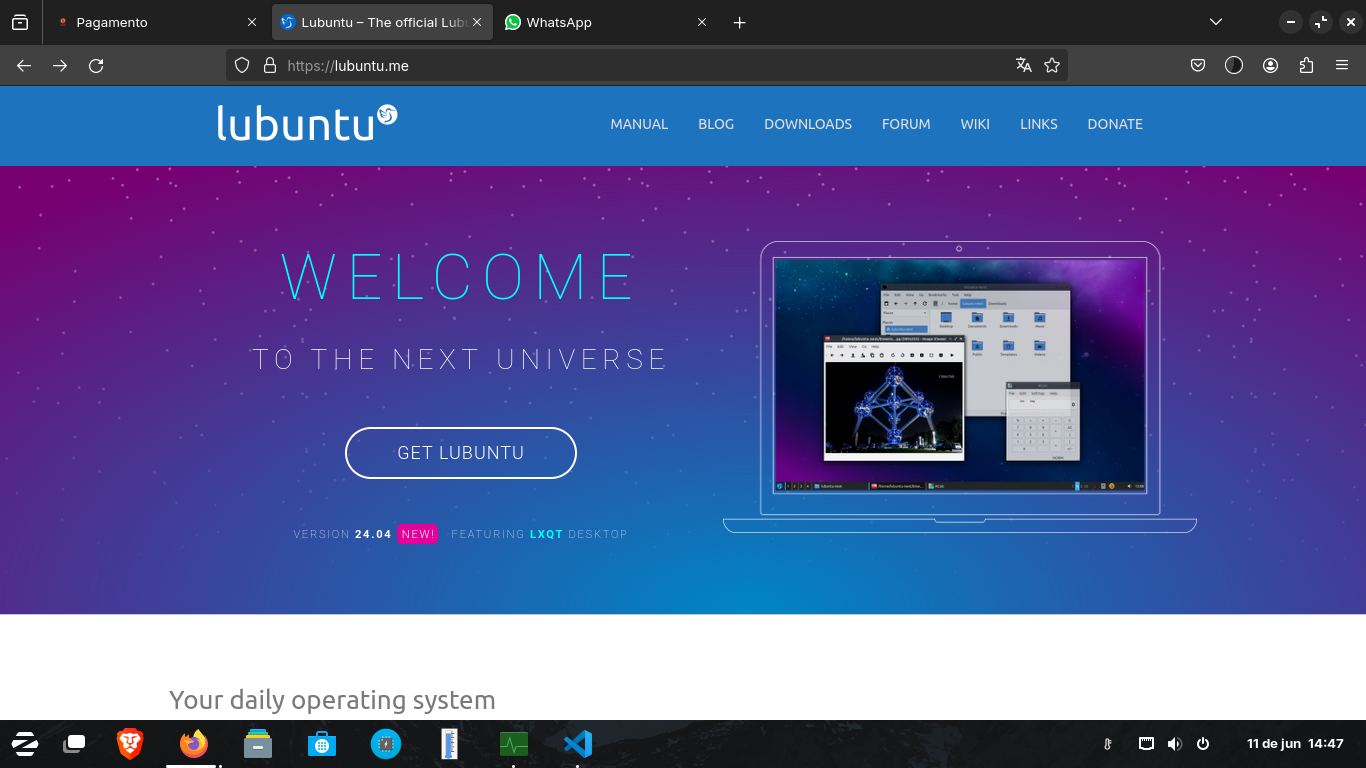 Pagamento
Lubuntu – The official Lub
WhatsApp
https://lubuntu.me
lubuntu
MANUAL BLOG DOWNLOADS FORUM WIKI LINKS DONATE
WELCOME
TO THE NEXT UNIVERSE
GET LUBUNTU
VERSION 24.04 NEW! FEATURING LXQT DESKTOP
Your daily operating system
11 de jun 14:47